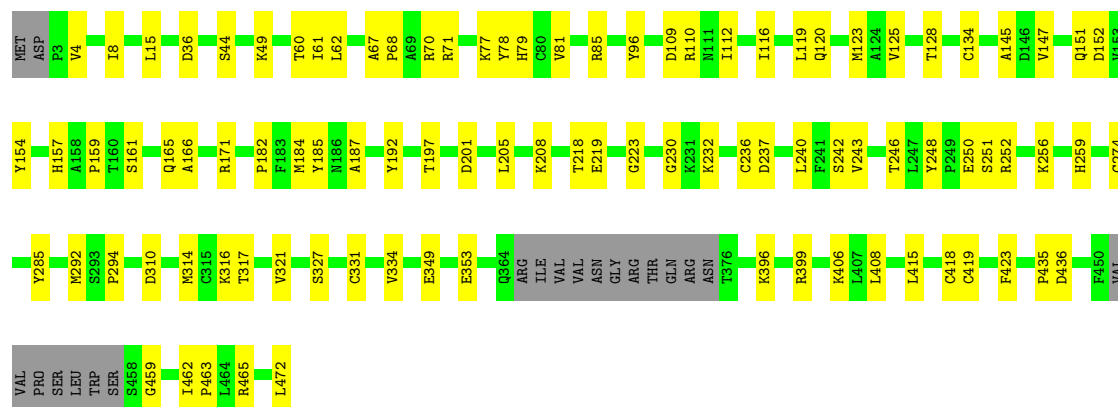 MET ASP P3 V4 I8 L15 D36 S44 K49 T60 I61 L62 A67 P68 A69 R70 R71 K77 Y78 H79 C80 V81 R85 Y96 D109 R110 N111 I112 I116 L119 Q120 M123 A124 V125 T128 C134 A145 D146 V147 Q151 D152 V153
Y154 H157 A158 P159 T160 S161 Q165 A166 R171 P182 F183 M184 Y185 N186 A187 Y192 T197 D201 L205 K208 T218 E219 G223 G230 K231 K232 C236 D237 L240 F241 S242 V243 T246 L247 Y248 P249 E250 S251 R252 K256 H259 C274
Y285 M292 S293 P294 D310 M314 C315 K316 T317 V321 S327 C331 V334 E349 E353 Q364 ARG ILE VAL VAL ASN GLY ARG THR GLN ARG ASN T376 K396 R399 K406 L407 L408 L415 C418 C419 F423 P435 D436 F450 VAL
VAL PRO SER LEU TRP SER S458 G459 I462 P463 L464 R465 L472